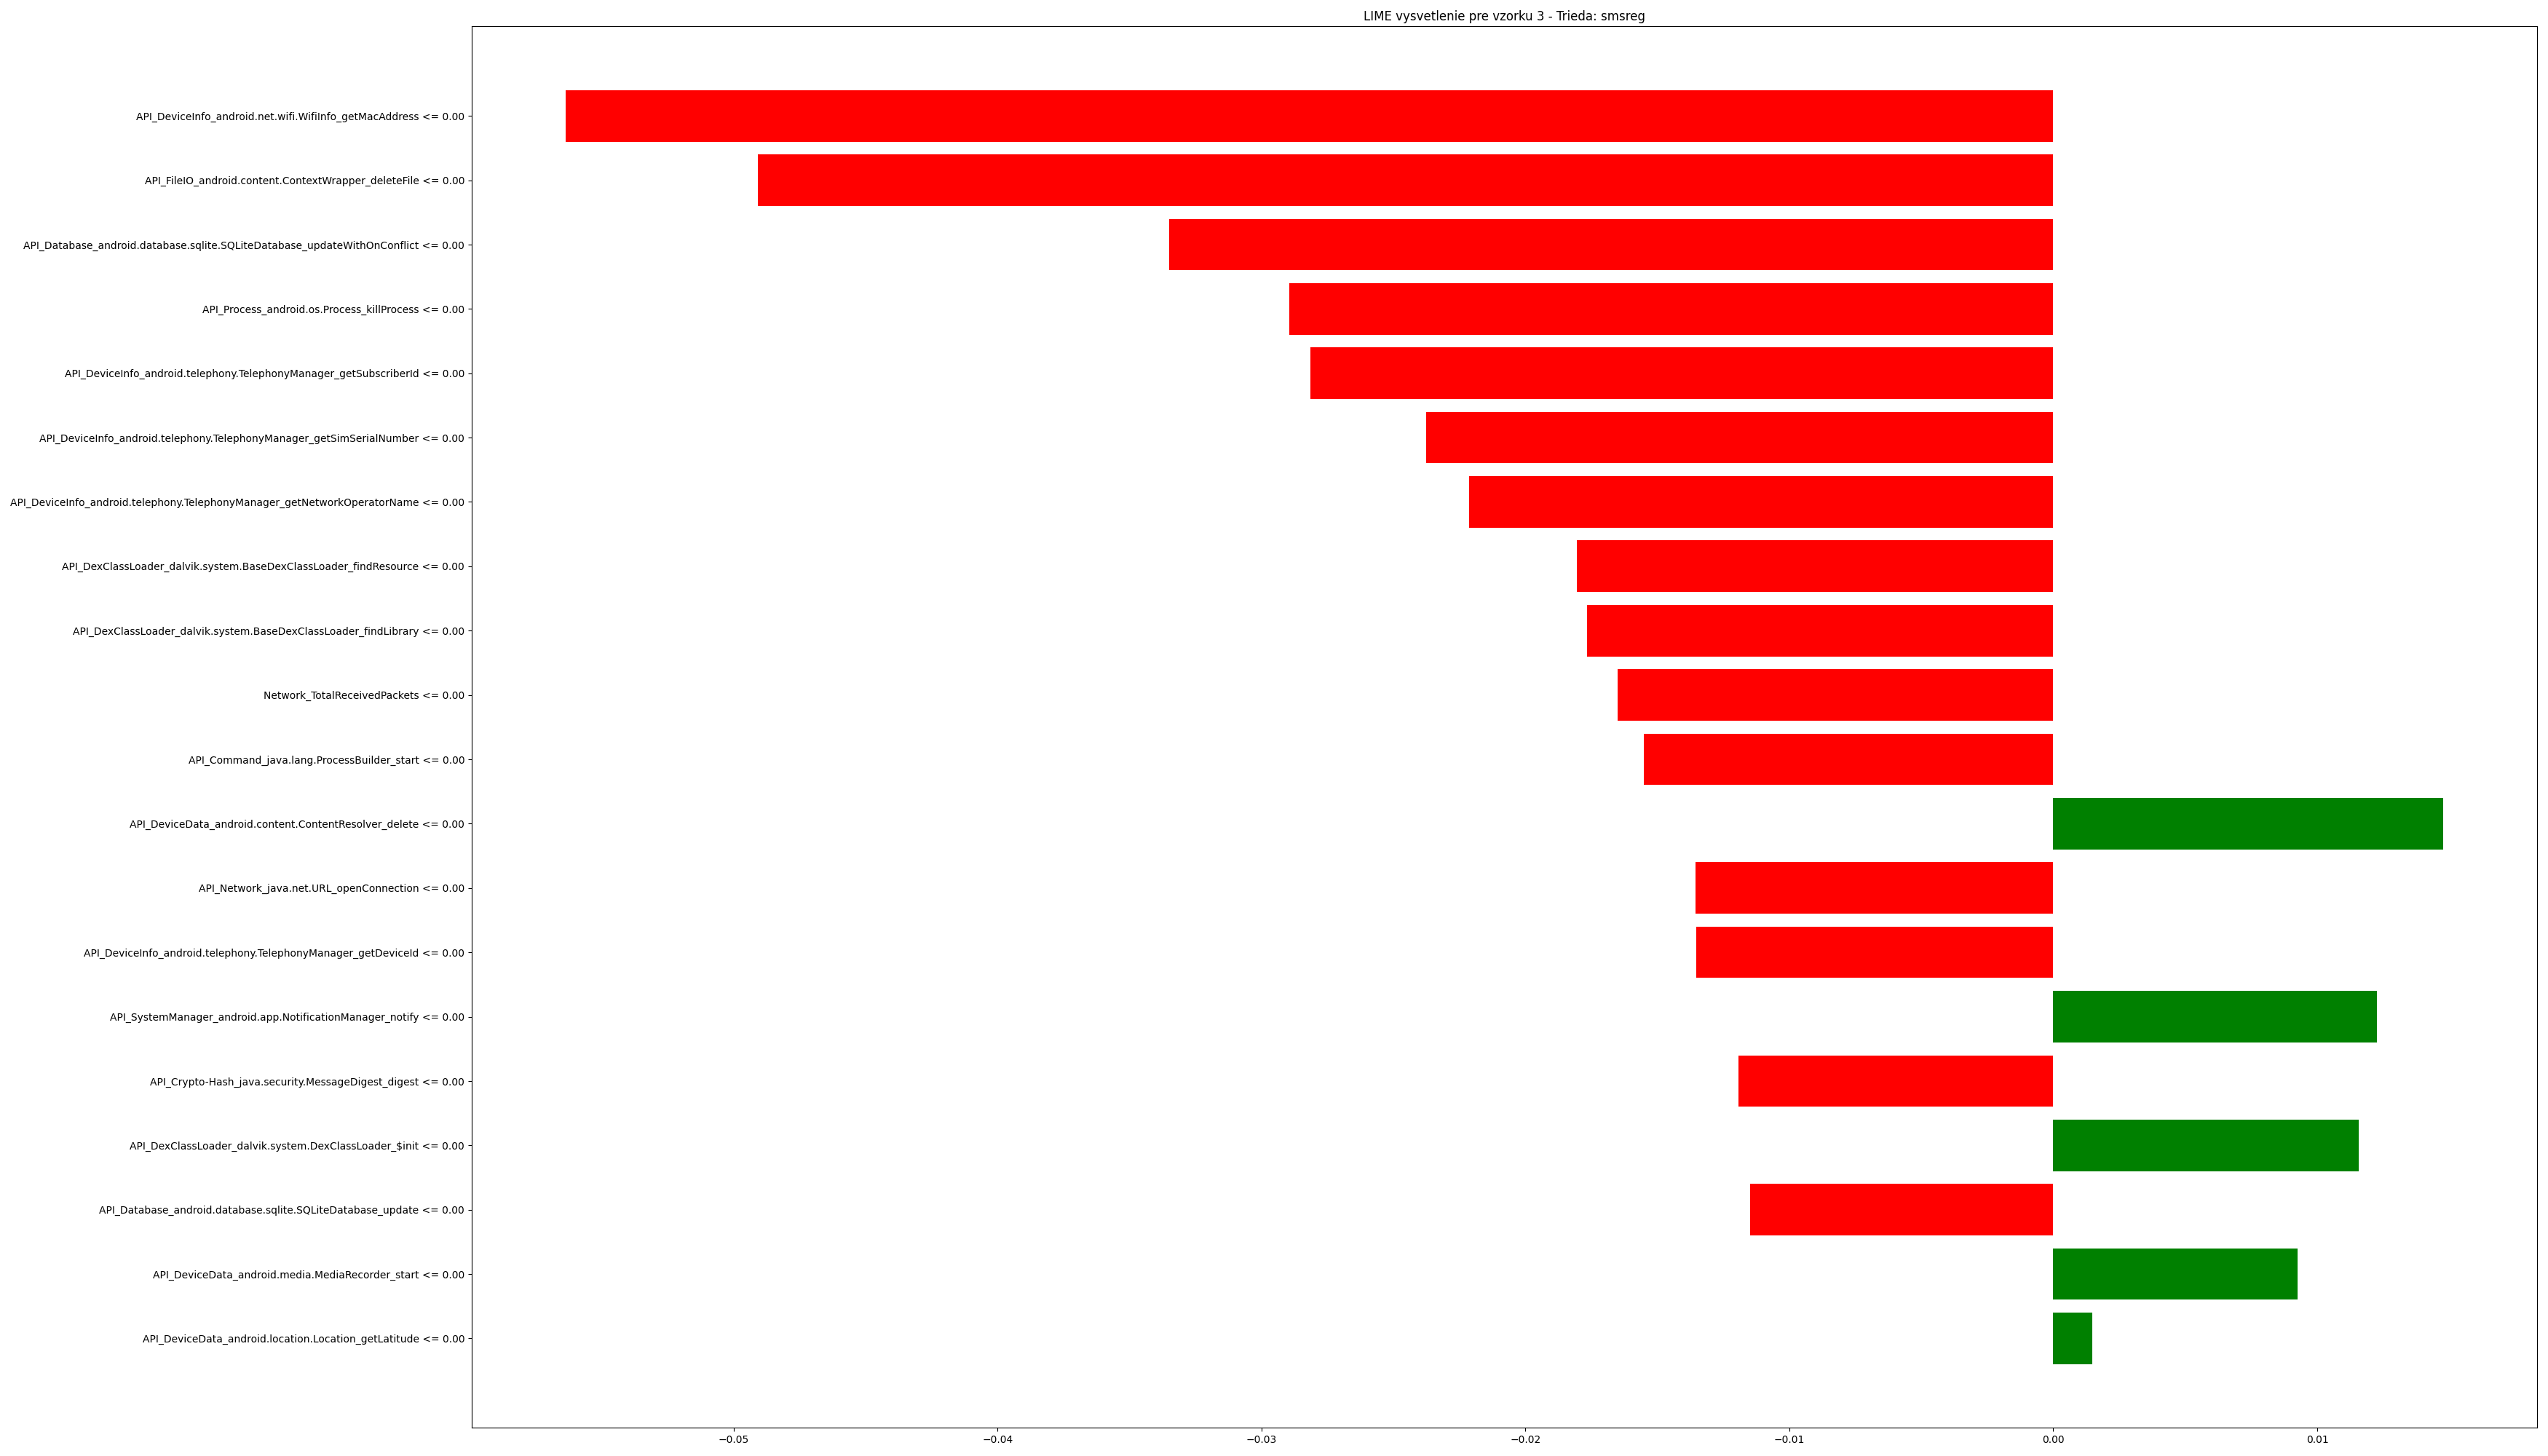 LIME vysvetlenie pre vzorku 3 - Trieda: smsreg
API_DeviceInfo_android.net.wifi.WifiInfo_getMacAddress <= 0.00
API_FileIO_android.content.ContextWrapper_deleteFile <= 0.00
API_Database_android.database.sqlite.SQLiteDatabase_updateWithOnConflict <= 0.00
API_Process_android.os.Process_killProcess <= 0.00
API_DeviceInfo_android.telephony.TelephonyManager_getSubscriberId <= 0.00
API_DeviceInfo_android.telephony.TelephonyManager_getSimSerialNumber <= 0.00
API_DeviceInfo_android.telephony.TelephonyManager_getNetworkOperatorName <= 0.00
API_DexClassLoader_dalvik.system.BaseDexClassLoader_findResource <= 0.00
API_DexClassLoader_dalvik.system.BaseDexClassLoader_findLibrary <= 0.00
Network_TotalReceivedPackets <= 0.00
API_Command_java.lang.ProcessBuilder_start <= 0.00
API_DeviceData_android.content.ContentResolver_delete <= 0.00
API_Network_java.net.URL_openConnection <= 0.00
API_DeviceInfo_android.telephony.TelephonyManager_getDeviceId <= 0.00
API_SystemManager_android.app.NotificationManager_notify <= 0.00
API_Crypto-Hash_java.security.MessageDigest_digest <= 0.00
API_DexClassLoader_dalvik.system.DexClassLoader_$init <= 0.00
API_Database_android.database.sqlite.SQLiteDatabase_update <= 0.00
API_DeviceData_android.media.MediaRecorder_start <= 0.00
API_DeviceData_android.location.Location_getLatitude <= 0.00
−0.05 −0.04 −0.03 −0.02 −0.01 0.00 0.01